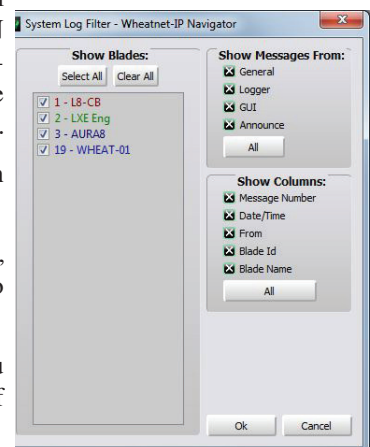 System Log Filter - Wheatnet-IP Navigator
Show Blades:
Select All Clear All
1 - L8-CB
2 - LXE Eng
3 - AURA8
19 - WHEAT-01
Show Messages From:
General
Logger
GUI
Announce
All
Show Columns:
Message Number
Date/Time
From
Blade Id
Blade Name
All
Ok Cancel